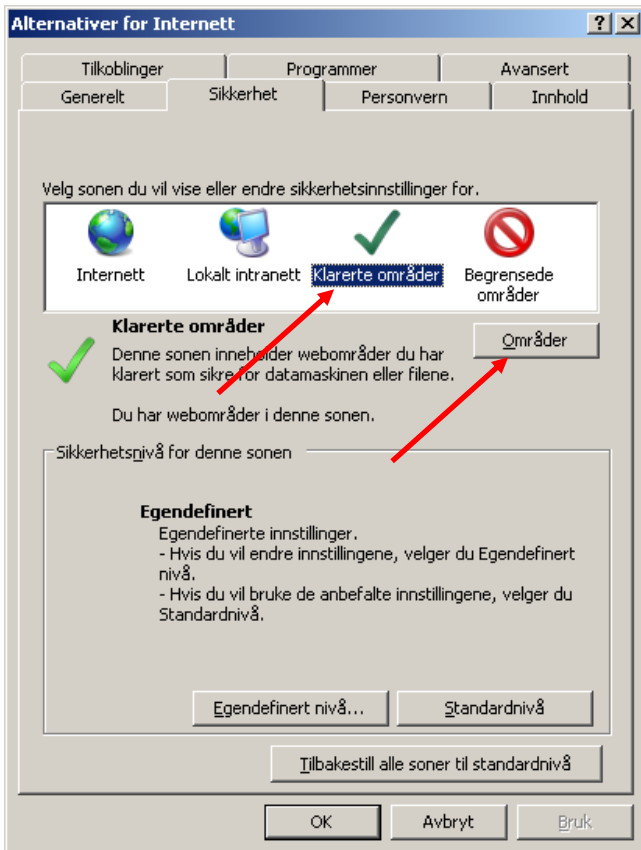 Alternativer for Internett
Tilkoblinger Programmer Avansert
Generelt Sikkerhet Personvern Innhold
Velg sonen du vil vise eller endre sikkerhetsinnstillinger for.
Internett Lokalt intranett Klarerte områder Begrensede
områder
Klarerte områder
Områder
Denne sonen inneholder webområder du har
klarert som sikre for datamaskinen eller filene.
Du har webområder i denne sonen.
Sikkerhetsnivå for denne sonen
Egendefinert
Egendefinerte innstillinger.
- Hvis du vil endre innstillingene, velger du Egendefinert
nivå.
- Hvis du vil bruke de anbefalte innstillingene, velger du
Standardnivå.
Egendefinert nivå... Standardnivå
Tilbakestill alle soner til standardnivå
OK Avbryt Bruk